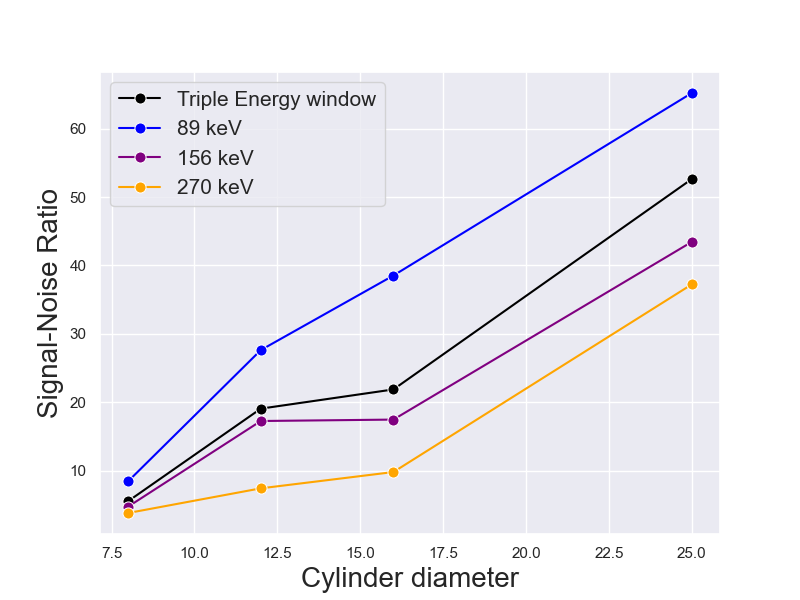 Triple Energy window
89 keV
156 keV
270 keV
Signal-Noise Ratio
60
50
40
30
20
10
7.5 10.0 12.5 15.0 17.5 20.0 22.5 25.0
Cylinder diameter